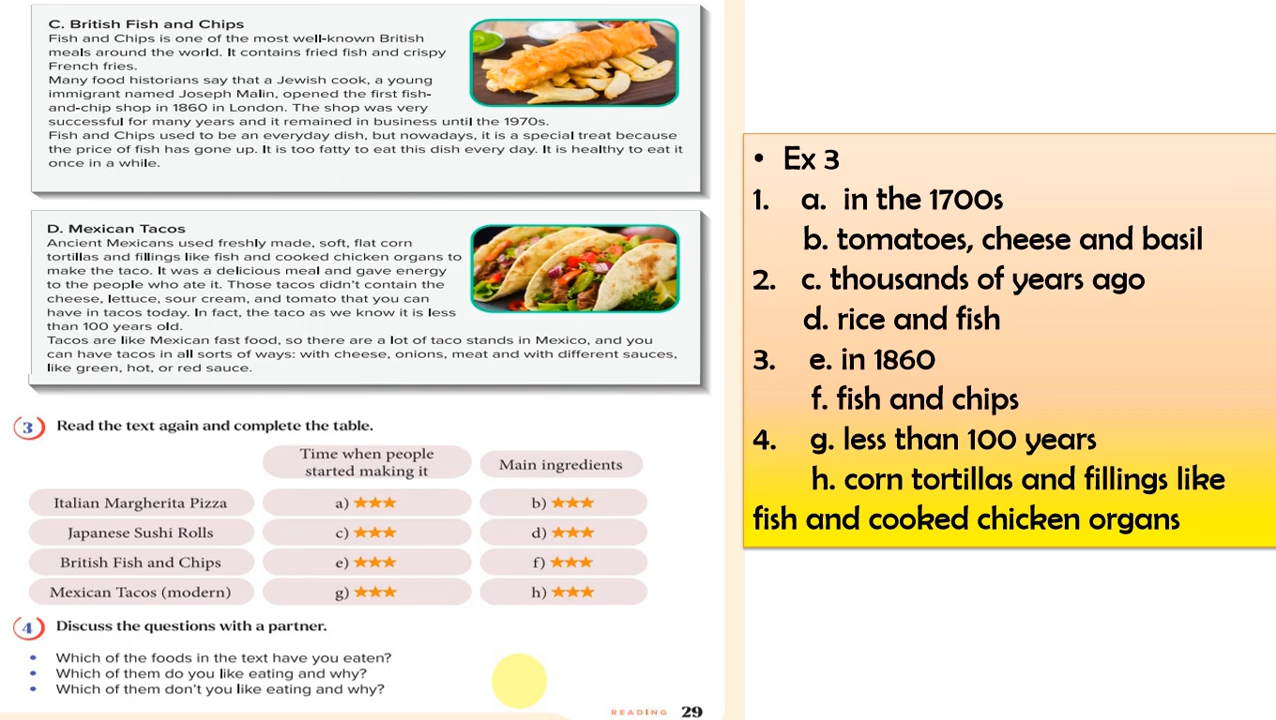 C. British Fish and Chips
Fish and Chips is one of the most well-known British
meals around the world. It contains fried fish and crispy
French fries.
Many food historians say that a Jewish cook, a young
immigrant named Joseph Malin, opened the first fish-
and-chip shop in 1860 in London. The shop was very
successful for many years and it remained in business until the 1970s.
Fish and Chips used to be an everyday dish, but nowadays, it is a special treat because
the price of fish has gone up. It is too fatty to eat this dish every day. It is healthy to eat it
once in a while.
D. Mexican Tacos
Ancient Mexicans used freshly made, soft, flat corn
tortillas and fillings like fish and cooked chicken organs to
make the taco. It was a delicious meal and gave energy
to the people who ate it. Those tacos didn't contain the
cheese, lettuce, sour cream, and tomato that you can
have in tacos today. In fact, the taco as we know it is less
than 100 years old.
Tacos are like Mexican fast food, so there are a lot of taco stands in Mexico, and you
can have tacos in all sorts of ways: with cheese, onions, meat and with different sauces,
like green, hot, or red sauce.
3 Read the text again and complete the table.
Time when people
started making it
Main ingredients
Italian Margherita Pizza a) ★★★ b) ★★★
Japanese Sushi Rolls c) ★★★ d) ★★★
British Fish and Chips e) ★★★ f) ★★★
Mexican Tacos (modern) g) ★★★ h) ★★★
4 Discuss the questions with a partner.
• Which of the foods in the text have you eaten?
• Which of them do you like eating and why?
• Which of them don't you like eating and why?
READING 29
• Ex 3
1. a. in the 1700s
b. tomatoes, cheese and basil
2. c. thousands of years ago
d. rice and fish
3. e. in 1860
f. fish and chips
4. g. less than 100 years
h. corn tortillas and fillings like
fish and cooked chicken organs